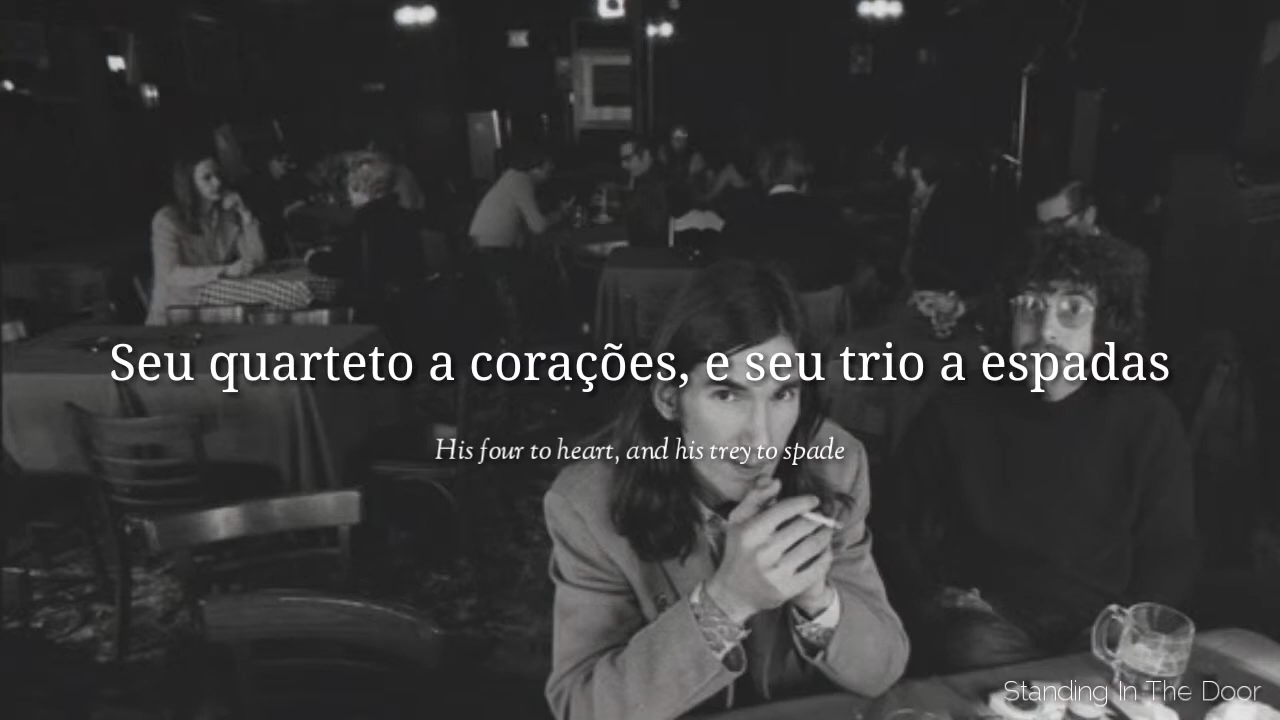 Seu quarteto a corações, e seu trio a espadas
His four to heart, and his trey to spade
Standing In The Door